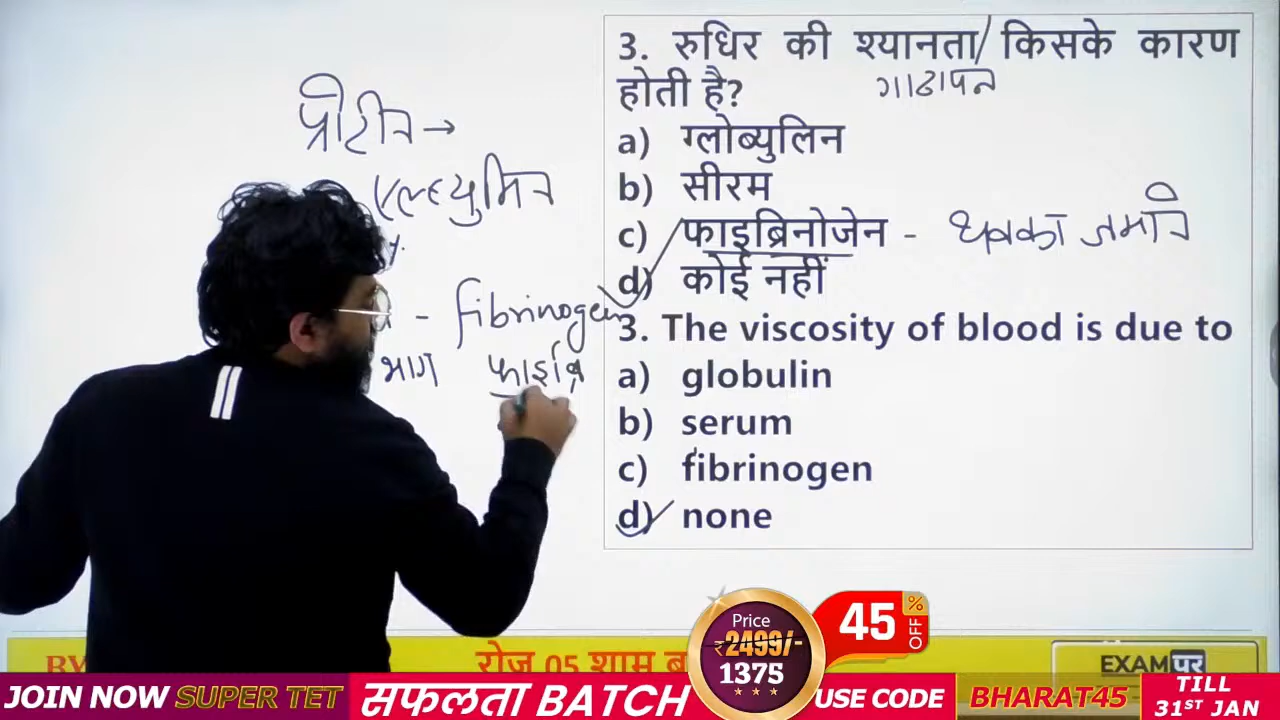 3. रुधिर की श्यानता/ किसके कारण
होती है?
गाढापन
a) ग्लोब्युलिन
b) सीरम
c) फाइब्रिनोजेन - थक्का जमाने
d) कोई नहीं
3. The viscosity of blood is due to
a) globulin
b) serum
c) fibrinogen
d) none
प्रोटीन →
एल्ब्युमिन
%.
- fibrinogen
भाग फाइब्रि
रोज 05 शाम
EXAMपुर
Price
₹2499/-
1375
45% OFF
JOIN NOW SUPER TET सफलता BATCH USE CODE BHARAT45 TILL 31ST JAN